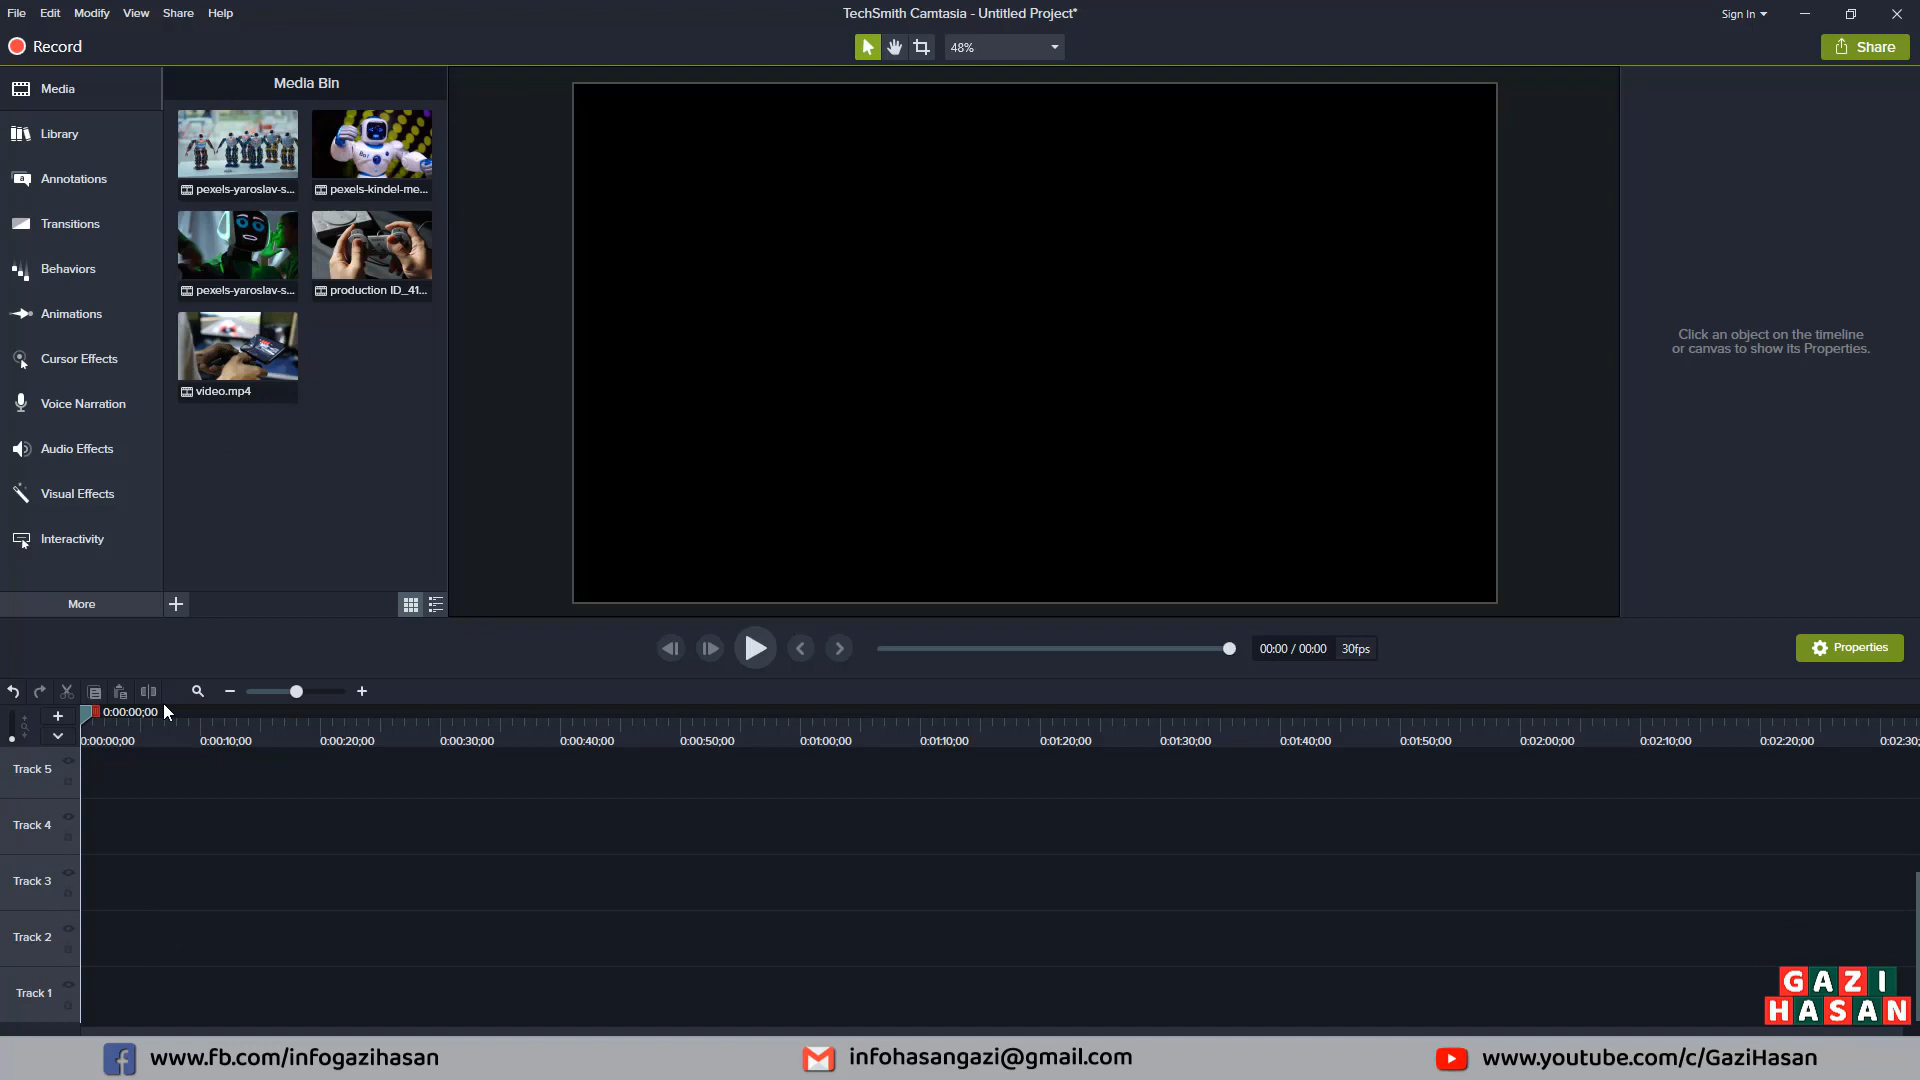 File Edit Modify View Share Help
TechSmith Camtasia - Untitled Project*
Sign In
Record
48%
Share
Media
Library
Annotations
Transitions
Behaviors
Animations
Cursor Effects
Voice Narration
Audio Effects
Visual Effects
Interactivity
More
Media Bin
pexels-yaroslav-s... pexels-kindel-me...
pexels-yaroslav-s... production ID_41...
video.mp4
Click an object on the timeline
or canvas to show its Properties.
00:00 / 00:00 30fps
Properties
0:00:00;00
0:00:00;00 0:00:10;00 0:00:20;00 0:00:30;00 0:00:40;00 0:00:50;00 0:01:00;00 0:01:10;00 0:01:20;00 0:01:30;00 0:01:40;00 0:01:50;00 0:02:00;00 0:02:10;00 0:02:20;00 0:02:30;
Track 5
Track 4
Track 3
Track 2
Track 1
GAZI
HASAN
www.fb.com/infogazihasan infohasangazi@gmail.com www.youtube.com/c/GaziHasan